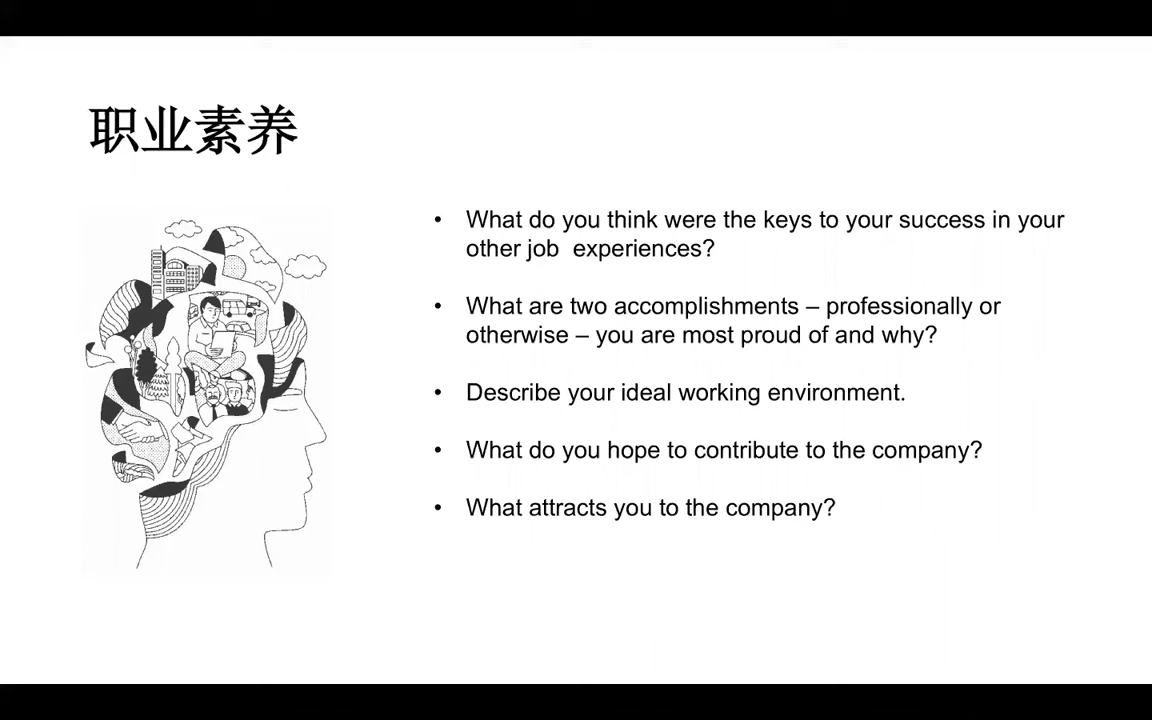 职业素养
• What do you think were the keys to your success in your
other job  experiences?
• What are two accomplishments – professionally or
otherwise – you are most proud of and why?
• Describe your ideal working environment.
• What do you hope to contribute to the company?
• What attracts you to the company?